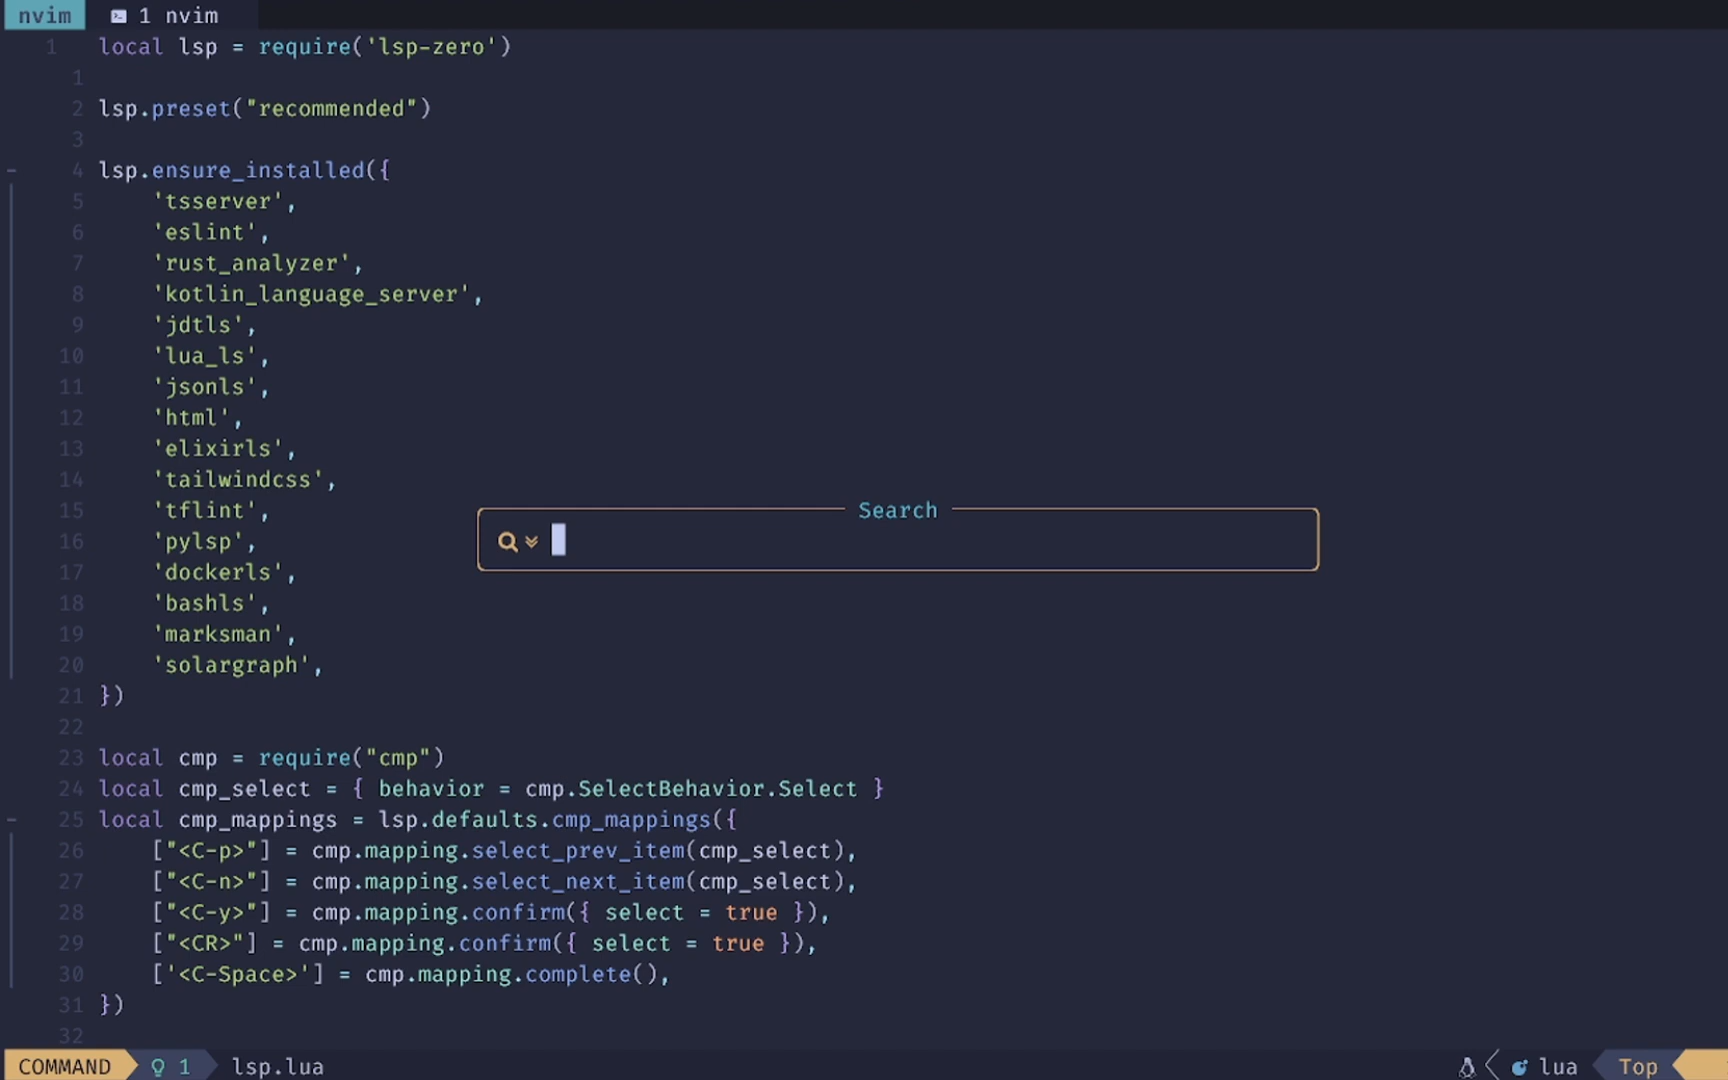 nvim 1 nvim
1 local lsp = require('lsp-zero')
1
2 lsp.preset("recommended")
3
4 lsp.ensure_installed({
5 'tsserver',
6 'eslint',
7 'rust_analyzer',
8 'kotlin_language_server',
9 'jdtls',
10 'lua_ls',
11 'jsonls',
12 'html',
13 'elixirls',
14 'tailwindcss',
15 'tflint',
Search
16 'pylsp',
17 'dockerls',
18 'bashls',
19 'marksman',
20 'solargraph',
21 })
22
23 local cmp = require("cmp")
24 local cmp_select = { behavior = cmp.SelectBehavior.Select }
25 local cmp_mappings = lsp.defaults.cmp_mappings({
26 ["<C-p>"] = cmp.mapping.select_prev_item(cmp_select),
27 ["<C-n>"] = cmp.mapping.select_next_item(cmp_select),
28 ["<C-y>"] = cmp.mapping.confirm({ select = true }),
29 ["<CR>"] = cmp.mapping.confirm({ select = true }),
30 ['<C-Space>'] = cmp.mapping.complete(),
31 })
32
COMMAND 1 lsp.lua lua Top